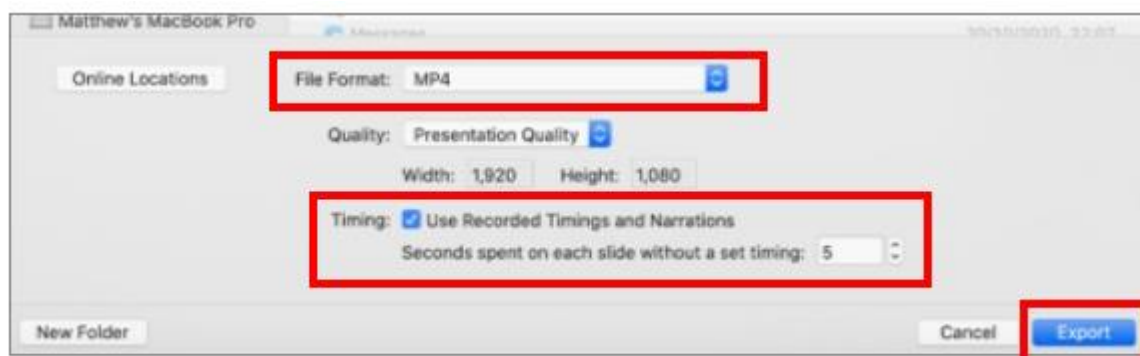 Matthew's MacBook Pro
Messages
Online Locations
File Format: MP4
Quality: Presentation Quality
Width: 1,920 Height: 1,080
Timing: Use Recorded Timings and Narrations
Seconds spent on each slide without a set timing: 5
New Folder
Cancel
Export